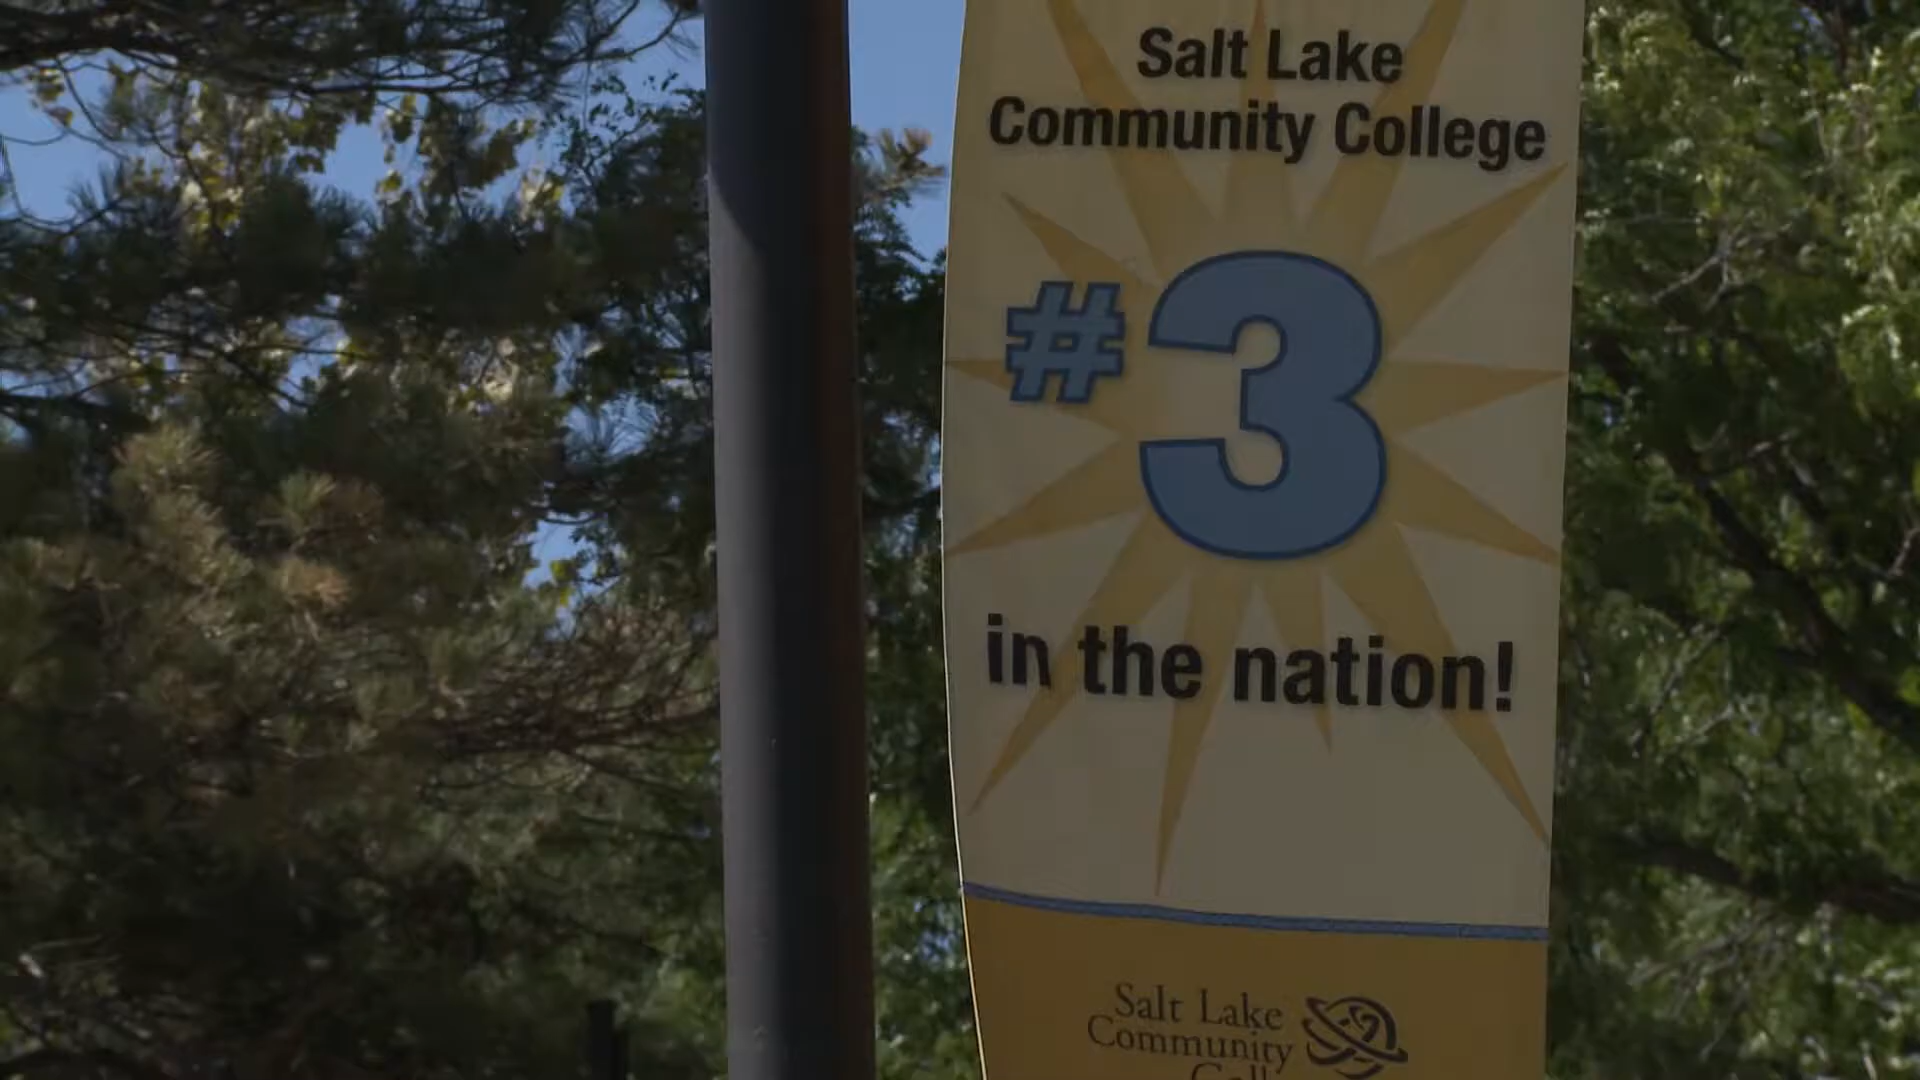 Salt Lake
Community College
#3
in the nation!
Salt Lake
Community